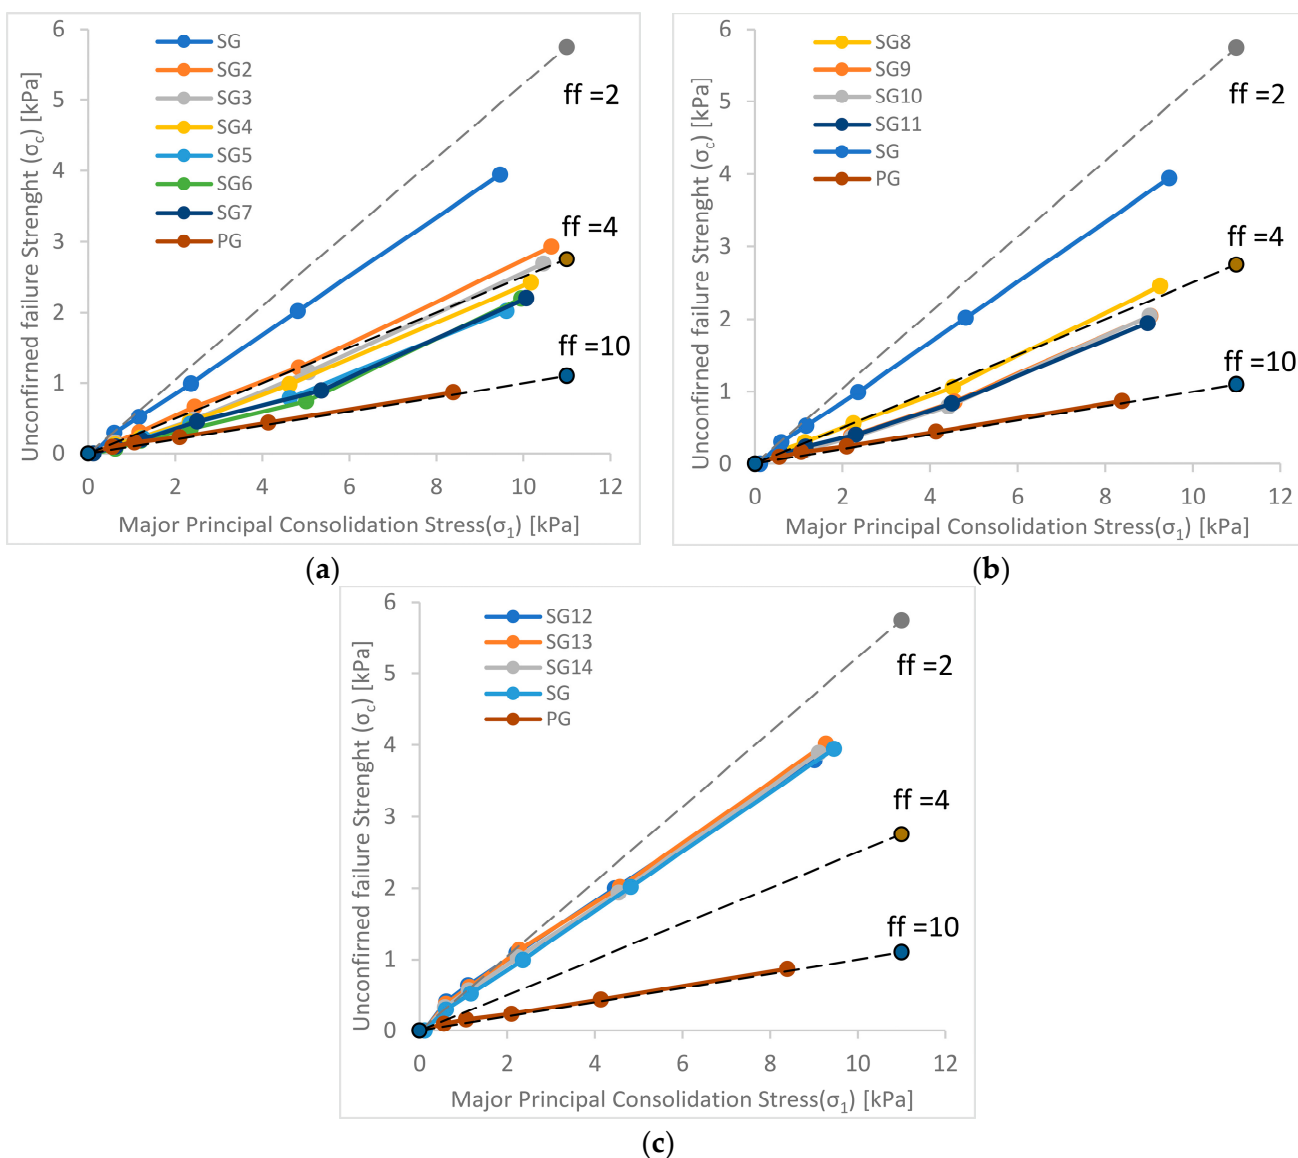 6
5
4
3
2
1
0
Unconfirned failure Strenght (σc) [kPa]
SG
SG2
SG3
SG4
SG5
SG6
SG7
PG
ff =2
ff =4
ff =10
0 2 4 6 8 10 12
Major Principal Consolidation Stress(σ1) [kPa]
(a)
6
5
4
3
2
1
0
Unconfirned failure Strenght (σc) [kPa]
SG8
SG9
SG10
SG11
SG
PG
ff =2
ff =4
ff =10
0 2 4 6 8 10 12
Major Principal Consolidation Stress(σ1) [kPa]
(b)
6
5
4
3
2
1
0
Unconfirned failure Strenght (σc) [kPa]
SG12
SG13
SG14
SG
PG
ff =2
ff =4
ff =10
0 2 4 6 8 10 12
Major Principal Consolidation Stress(σ1) [kPa]
(c)